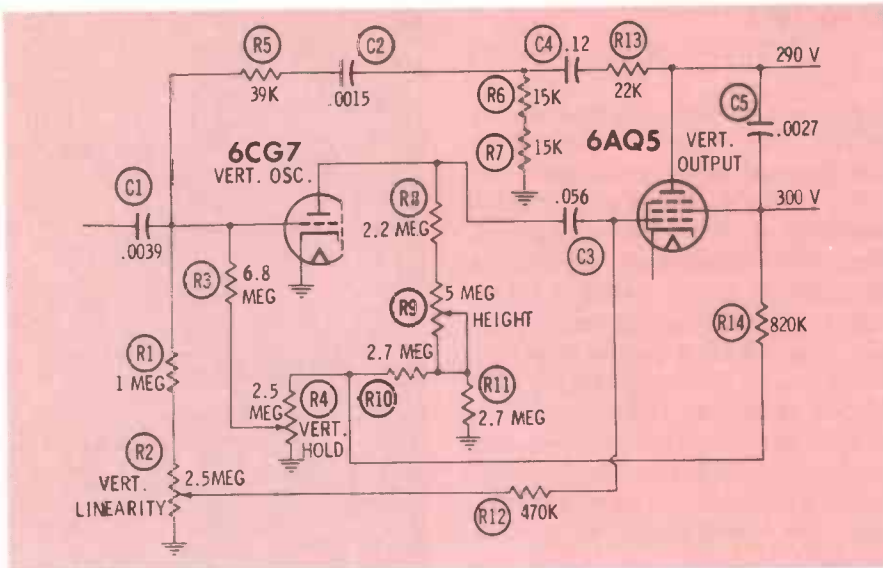 R5
39K
C2
.0015
C4
.12
R13
22K
290 V
R6
15K
R7
15K
C5
.0027
6CG7
VERT. OSC.
6AQ5
VERT.
OUTPUT
C1
.0039
R8
2.2 MEG
.056
C3
300 V
R3
6.8
MEG
R9
5 MEG
HEIGHT
R14
820K
R1
1 MEG
2.5
MEG
R4
VERT.
HOLD
2.7 MEG
R10
R11
2.7 MEG
R2
VERT.
LINEARITY
2.5MEG
R12
470K